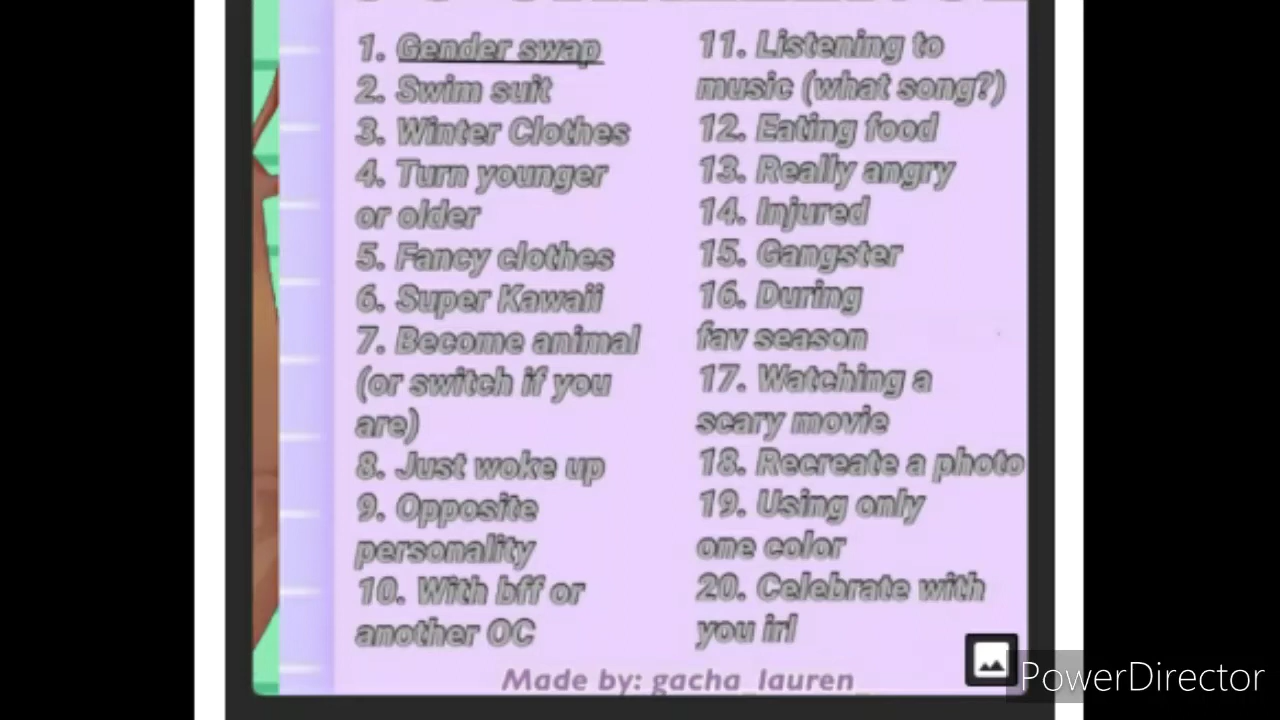 1. Gender swap
2. Swim suit
3. Winter Clothes
4. Turn younger
or older
5. Fancy clothes
6. Super Kawaii
7. Become animal
(or switch if you
are)
8. Just woke up
9. Opposite
personality
10. With bff or
another OC
11. Listening to
music (what song?)
12. Eating food
13. Really angry
14. Injured
15. Gangster
16. During
fav season
17. Watching a
scary movie
18. Recreate a photo
19. Using only
one color
20. Celebrate with
you irl
Made by: gacha_lauren_
PowerDirector